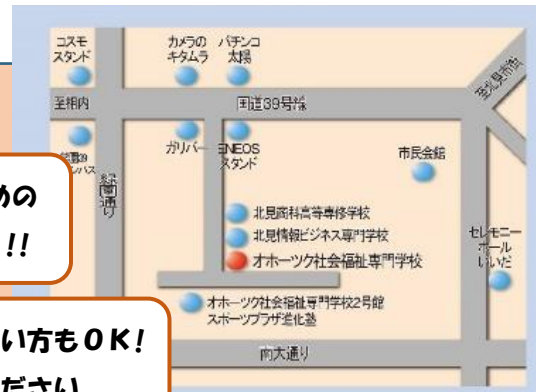 コスモ
スタンド
カメラの
キタムラ
パチンコ
太陽
至北見市街
至相内
国道39号線
ガリバー
ENEOS
スタンド
市民会館
緑園通り
めの
!!
北見商科高等専修学校
北見情報ビジネス専門学校
オホーツク社会福祉専門学校
セレモニー
ホール
いいだ
オホーツク社会福祉専門学校2号館
スポーツプラザ進化塾
い方もOK!
ださい
南大通り